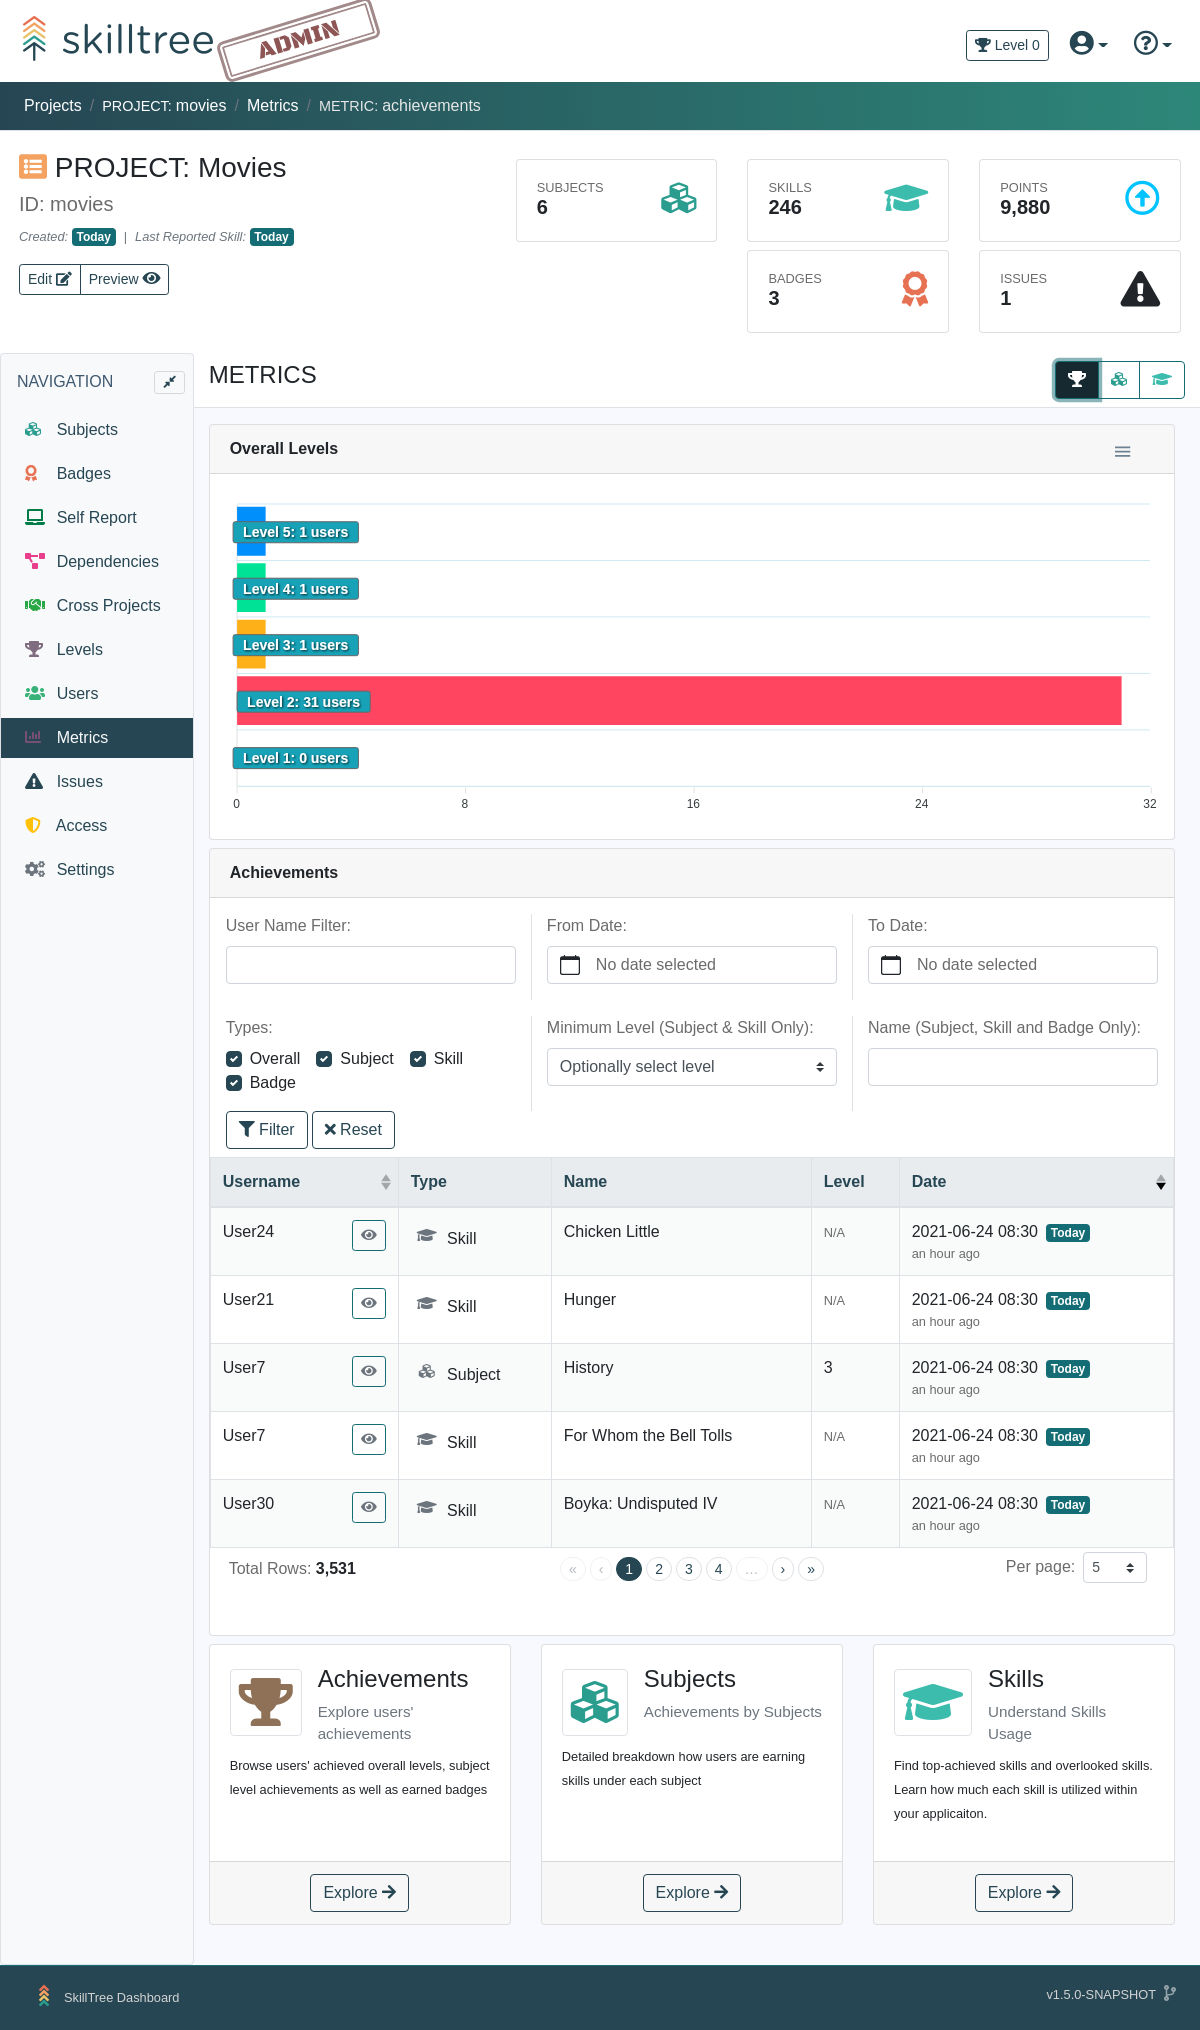 skilltree ADMIN
Level 0
Projects / PROJECT: movies / Metrics / METRIC: achievements
PROJECT: Movies
ID: movies
Created: Today | Last Reported Skill: Today
Edit Preview
SUBJECTS
6
SKILLS
246
POINTS
9,880
BADGES
3
ISSUES
1
NAVIGATION
Subjects
Badges
Self Report
Dependencies
Cross Projects
Levels
Users
Metrics
Issues
Access
Settings
METRICS
Overall Levels
Level 5: 1 users
Level 4: 1 users
Level 3: 1 users
Level 2: 31 users
Level 1: 0 users
0 8 16 24 32
Achievements
User Name Filter: From Date: To Date:
No date selected No date selected
Types: Minimum Level (Subject & Skill Only): Name (Subject, Skill and Badge Only):
Overall Subject Skill Optionally select level
Badge
Filter Reset
Username Type Name Level Date
User24 Skill Chicken Little N/A 2021-06-24 08:30 Today
an hour ago
User21 Skill Hunger N/A 2021-06-24 08:30 Today
an hour ago
User7 Subject History 3 2021-06-24 08:30 Today
an hour ago
User7 Skill For Whom the Bell Tolls N/A 2021-06-24 08:30 Today
an hour ago
User30 Skill Boyka: Undisputed IV N/A 2021-06-24 08:30 Today
an hour ago
Total Rows: 3,531 « ‹ 1 2 3 4 … › » Per page: 5
Achievements
Explore users'
achievements
Browse users' achieved overall levels, subject
level achievements as well as earned badges
Explore
Subjects
Achievements by Subjects
Detailed breakdown how users are earning
skills under each subject
Explore
Skills
Understand Skills
Usage
Find top-achieved skills and overlooked skills.
Learn how much each skill is utilized within
your applicaiton.
Explore
SkillTree Dashboard
v1.5.0-SNAPSHOT